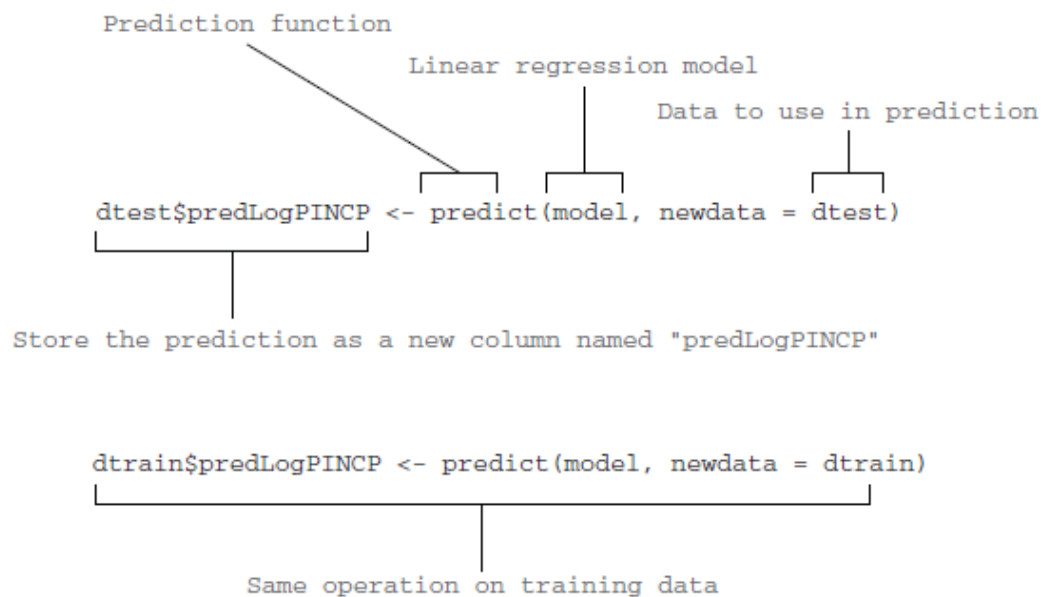 Prediction function
Linear regression model
Data to use in prediction
dtest$predLogPINCP <- predict(model, newdata = dtest)
Store the prediction as a new column named "predLogPINCP"
dtrain$predLogPINCP <- predict(model, newdata = dtrain)
Same operation on training data